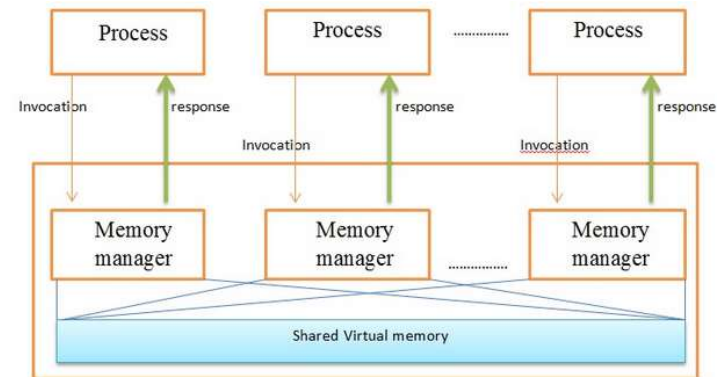 Process
Process
...............
Process
Invocation
response
response
response
Invocation
Invocation
Memory
manager
Memory
manager
...............
Memory
manager
Shared Virtual memory